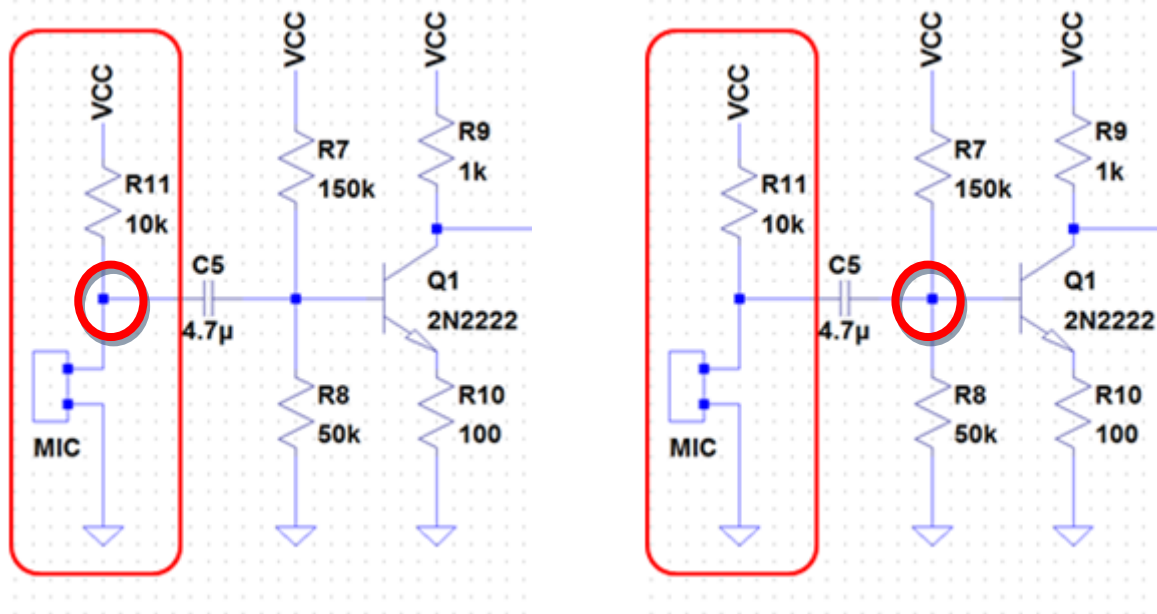 VCC
R11
10k
MIC
C5
4.7µ
VCC
R7
150k
R8
50k
VCC
R9
1k
Q1
2N2222
R10
100
VCC
R11
10k
MIC
C5
4.7µ
VCC
R7
150k
R8
50k
VCC
R9
1k
Q1
2N2222
R10
100